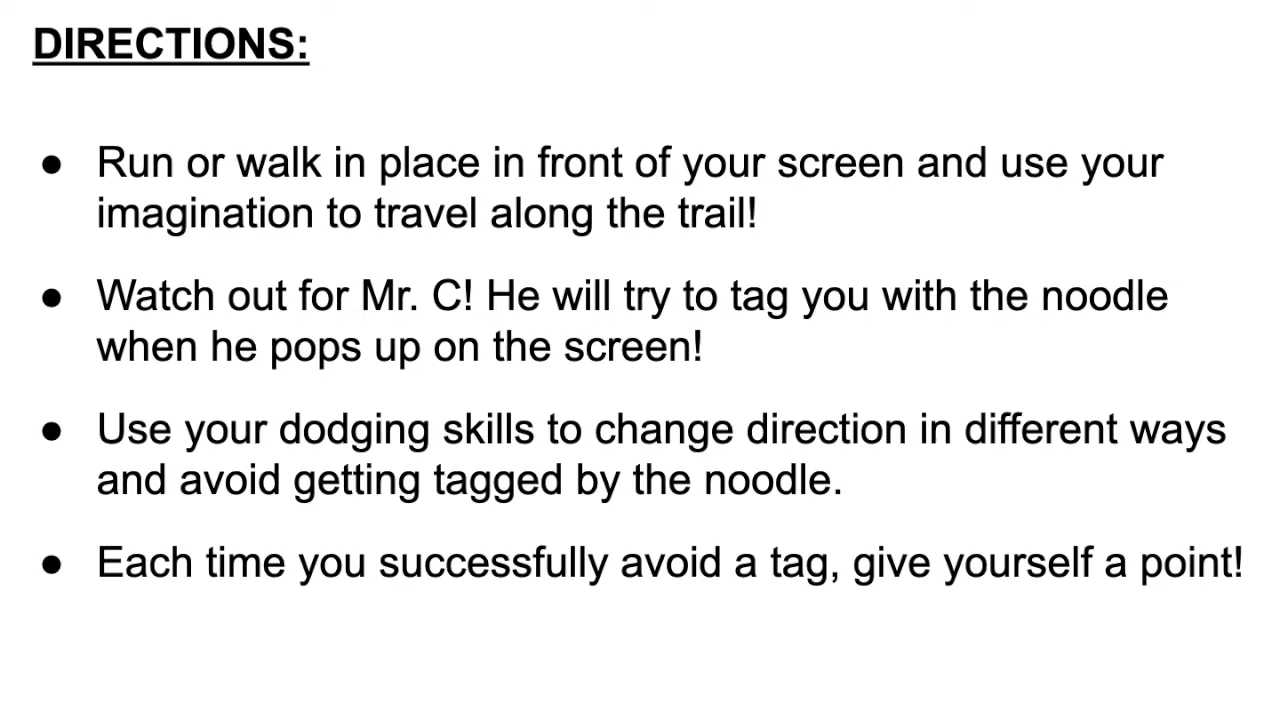 DIRECTIONS:
● Run or walk in place in front of your screen and use your
imagination to travel along the trail!
● Watch out for Mr. C! He will try to tag you with the noodle
when he pops up on the screen!
● Use your dodging skills to change direction in different ways
and avoid getting tagged by the noodle.
● Each time you successfully avoid a tag, give yourself a point!